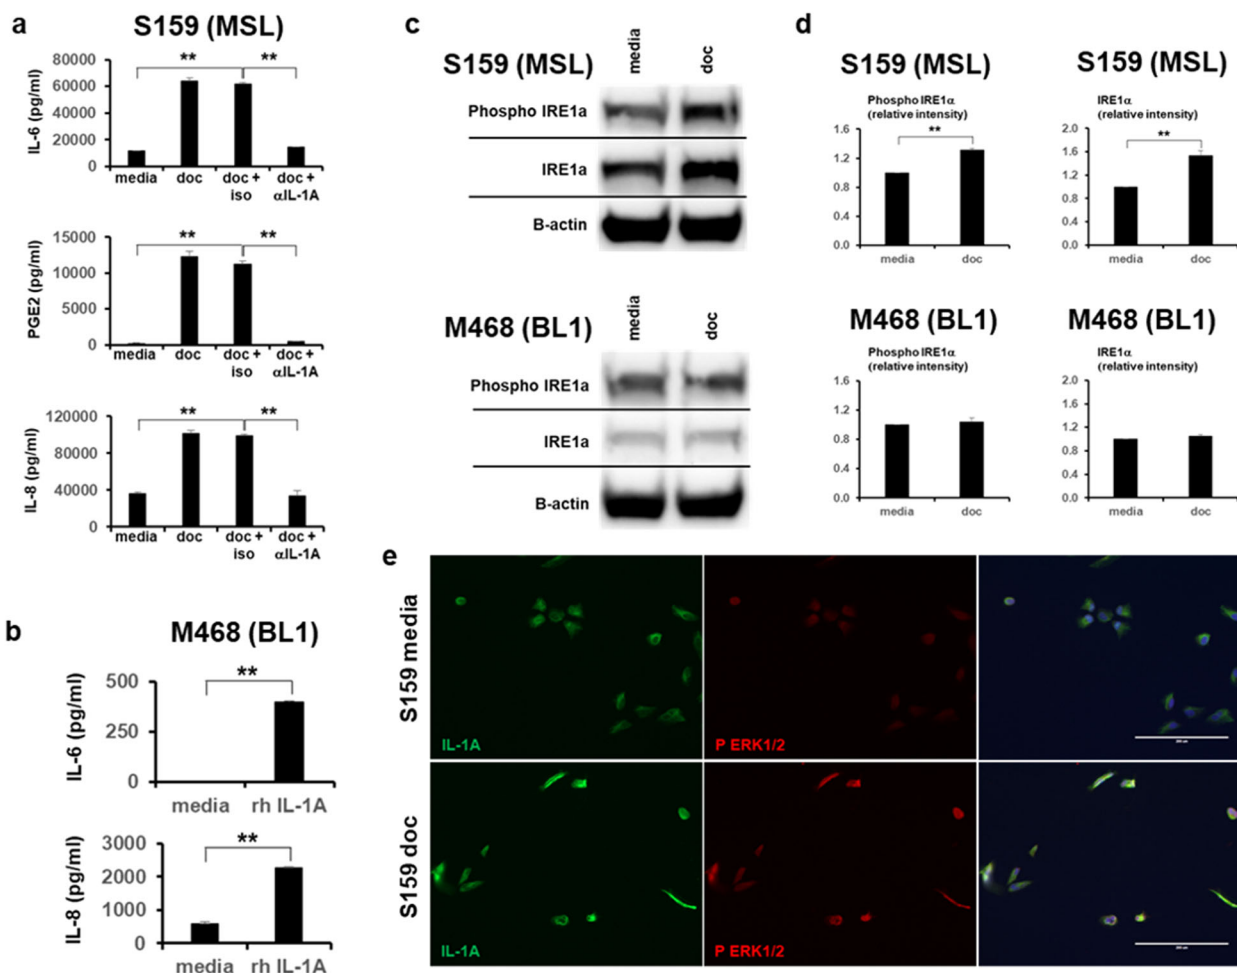 a
S159 (MSL)
** **
IL-6 (pg/ml)
80000
60000
40000
20000
0
media doc doc + iso doc + αIL-1A
** **
PGE2 (pg/ml)
15000
10000
5000
0
media doc doc + iso doc + αIL-1A
** **
IL-8 (pg/ml)
120000
80000
40000
0
media doc doc + iso doc + αIL-1A
b
M468 (BL1)
**
IL-6 (pg/ml)
500
250
0
media rh IL-1A
**
IL-8 (pg/ml)
3000
2000
1000
0
media rh IL-1A
c
media doc
S159 (MSL)
Phospho IRE1a
IRE1a
B-actin
media doc
M468 (BL1)
Phospho IRE1a
IRE1a
B-actin
d
S159 (MSL)
Phospho IRE1α
(relative intensity)
**
1.6
1.2
0.8
0.4
0.0
media doc
S159 (MSL)
IRE1α
(relative intensity)
**
2.0
1.6
1.2
0.8
0.4
0.0
media doc
M468 (BL1)
Phospho IRE1α
(relative intensity)
1.6
1.2
0.8
0.4
0.0
media doc
M468 (BL1)
IRE1α
(relative intensity)
2.0
1.6
1.2
0.8
0.4
0.0
media doc
e
S159 media
IL-1A
P ERK1/2
S159 doc
IL-1A
P ERK1/2